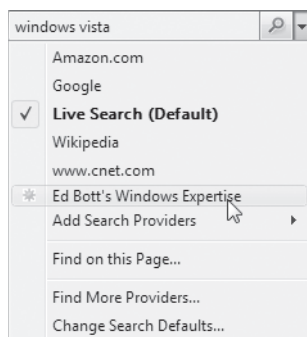 windows vista
Amazon.com
Google
Live Search (Default)
Wikipedia
www.cnet.com
Ed Bott's Windows Expertise
Add Search Providers
Find on this Page...
Find More Providers...
Change Search Defaults...